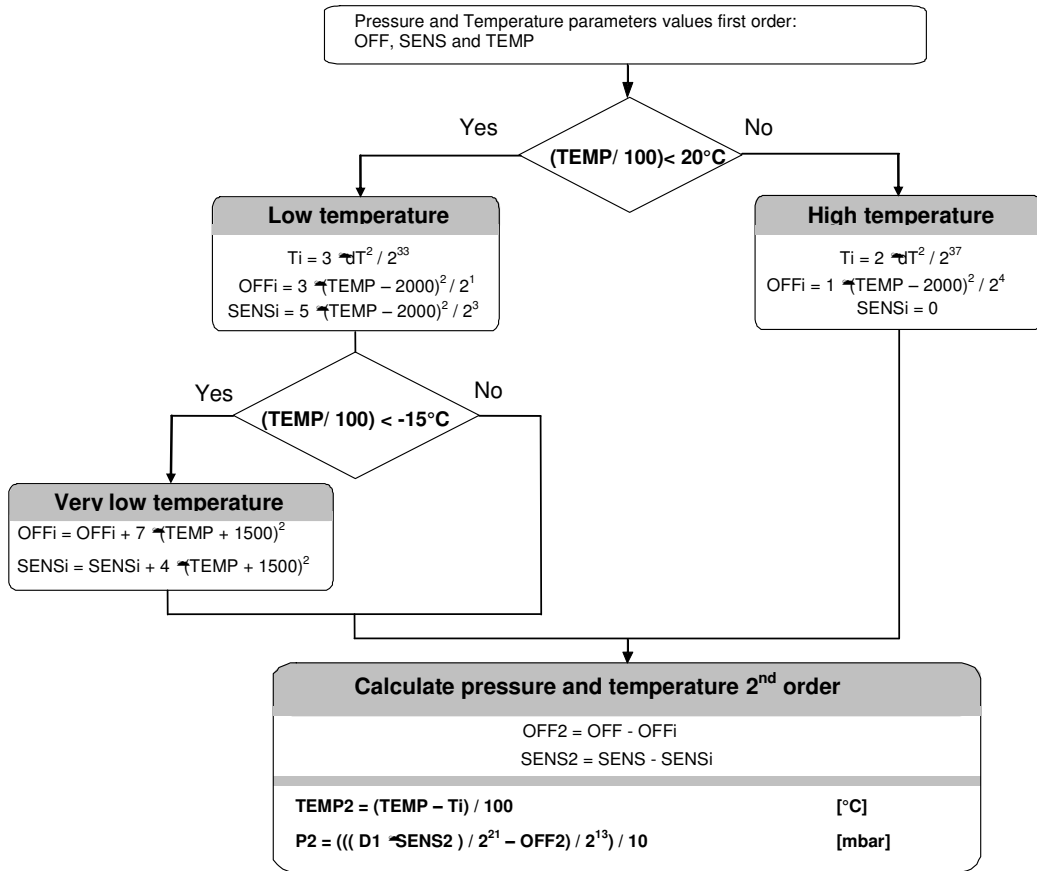 Pressure and Temperature parameters values first order:
OFF, SENS and TEMP
Yes
No
(TEMP/ 100)< 20°C
Low temperature
Ti = 3 dT² / 2³³
OFFi = 3 (TEMP – 2000)² / 2¹
SENSi = 5 (TEMP – 2000)² / 2³
High temperature
Ti = 2 dT² / 2³⁷
OFFi = 1 (TEMP – 2000)² / 2⁴
SENSi = 0
Yes
No
(TEMP/ 100) < -15°C
Very low temperature
OFFi = OFFi + 7 (TEMP + 1500)²
SENSi = SENSi + 4 (TEMP + 1500)²
Calculate pressure and temperature 2ⁿᵈ order
OFF2 = OFF - OFFi
SENS2 = SENS - SENSi
TEMP2 = (TEMP – Ti) / 100 [°C]
P2 = ((( D1 SENS2 ) / 2²¹ – OFF2) / 2¹³) / 10 [mbar]